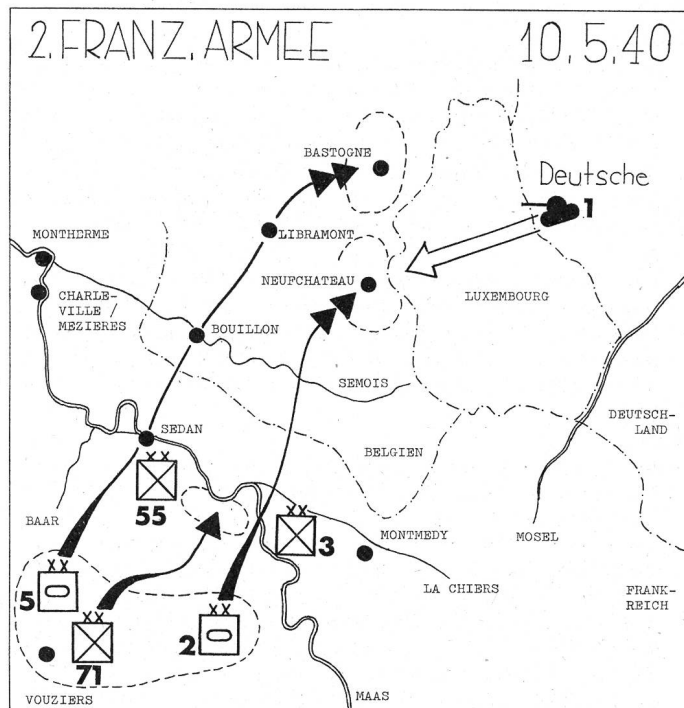 2. FRANZ. ARMEE
10.5.40
BASTOGNE
Deutsche
1
LIBRAMONT
MONTHERME
NEUFCHATEAU
CHARLE-
VILLE /
MEZIERES
LUXEMBOURG
BOUILLON
SEMOIS
DEUTSCH-
LAND
SEDAN
BELGIEN
55
BAAR
3
MONTMEDY
MOSEL
LA CHIERS
FRANK-
REICH
5
71
2
VOUZIERS
MAAS